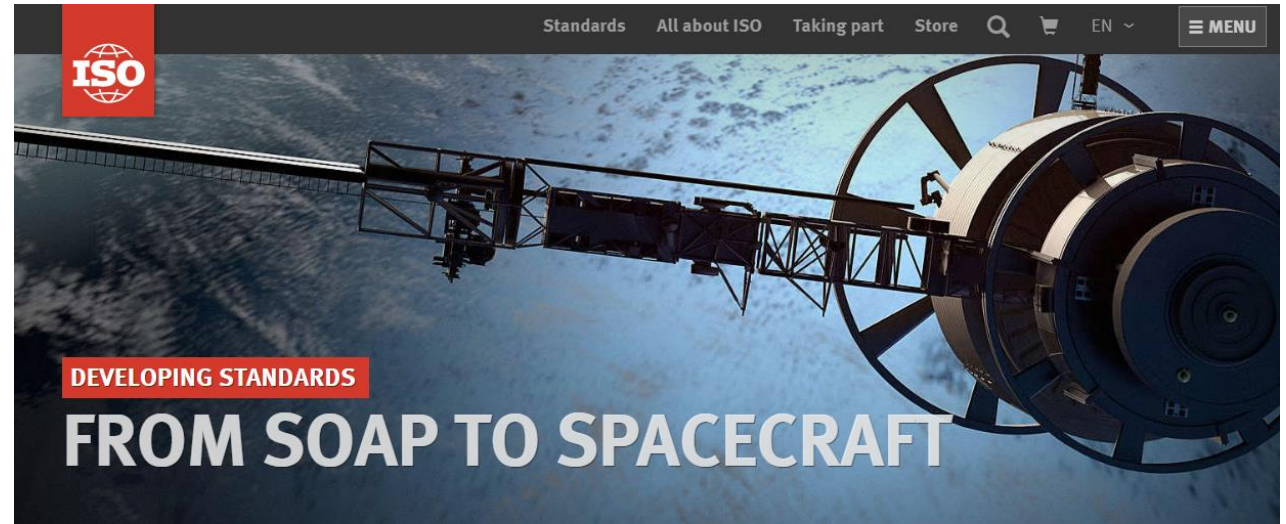 Standards All about ISO Taking part Store EN MENU
ISO
DEVELOPING STANDARDS
FROM SOAP TO SPACECRAFT